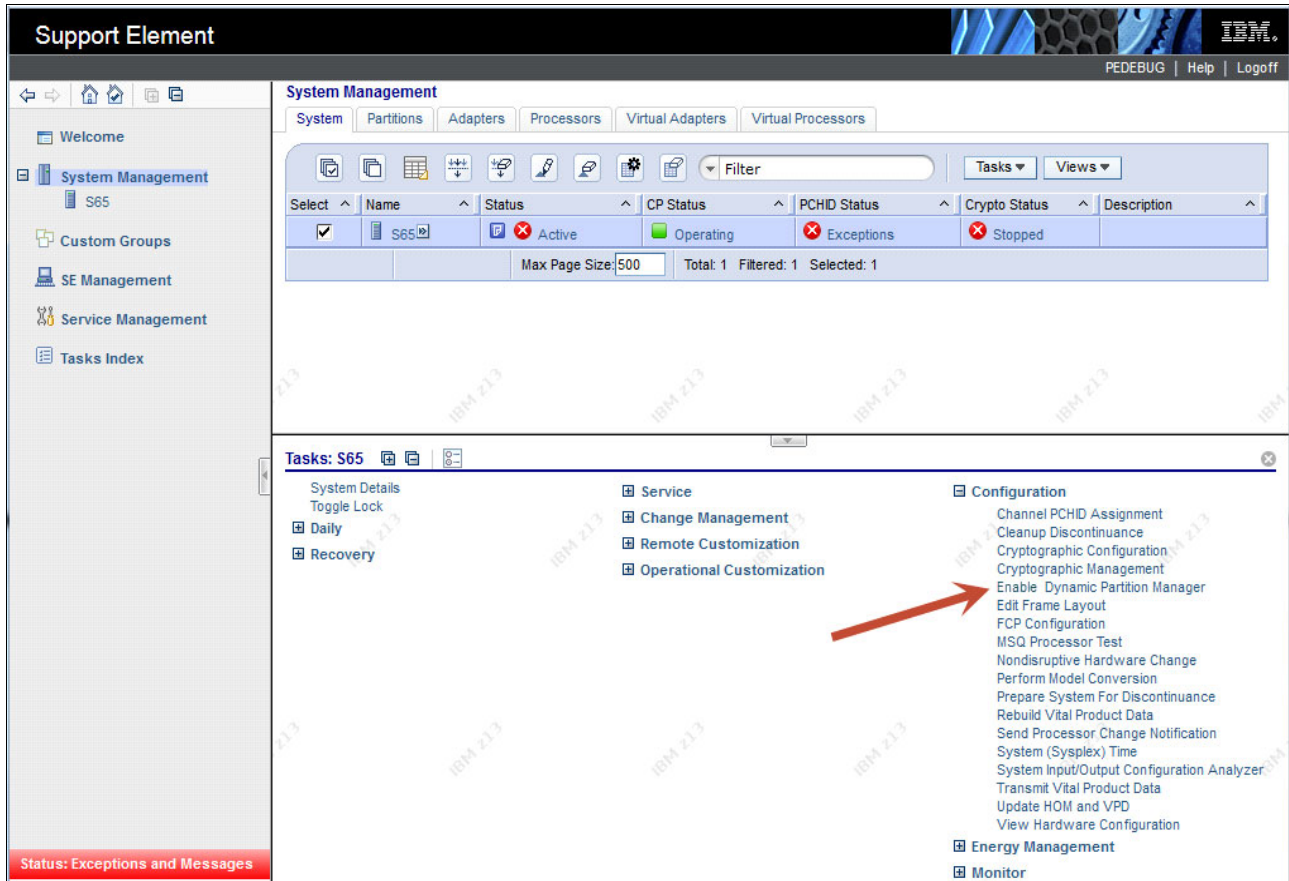 Support Element
IBM.
PEDEBUG | Help | Logoff
Welcome
System Management
S65
Custom Groups
SE Management
Service Management
Tasks Index
Status: Exceptions and Messages
System Management
System Partitions Adapters Processors Virtual Adapters Virtual Processors
Filter Tasks Views
Select Name Status CP Status PCHID Status Crypto Status Description
S65 Active Operating Exceptions Stopped
Max Page Size: 500 Total: 1 Filtered: 1 Selected: 1
IBM z13
Tasks: S65
System Details
Toggle Lock
Daily
Recovery
Service
Change Management
Remote Customization
Operational Customization
Configuration
Channel PCHID Assignment
Cleanup Discontinuance
Cryptographic Configuration
Cryptographic Management
Enable Dynamic Partition Manager
Edit Frame Layout
FCP Configuration
MSQ Processor Test
Nondisruptive Hardware Change
Perform Model Conversion
Prepare System For Discontinuance
Rebuild Vital Product Data
Send Processor Change Notification
System (Sysplex) Time
System Input/Output Configuration Analyzer
Transmit Vital Product Data
Update HOM and VPD
View Hardware Configuration
Energy Management
Monitor